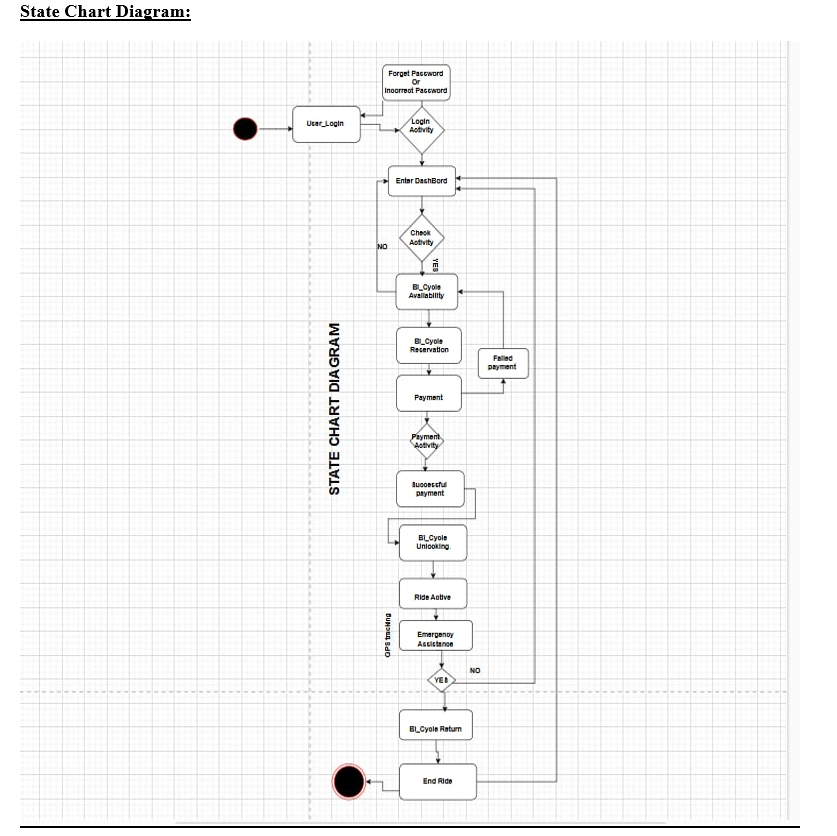 State Chart Diagram:
Forget Password
Or
Incorrect Password
User_Login
Login
Activity
Enter DashBord
Check
Activity
NO
YES
Bi_Cycle
Availability
Bi_Cycle
Reservation
Failed
payment
Payment
STATE CHART DIAGRAM
Payment
Activity
Successful
payment
Bi_Cycle
Unlocking
Ride Active
GPS tracking
Emergency
Assistance
NO
YES
Bi_Cycle Return
End Ride